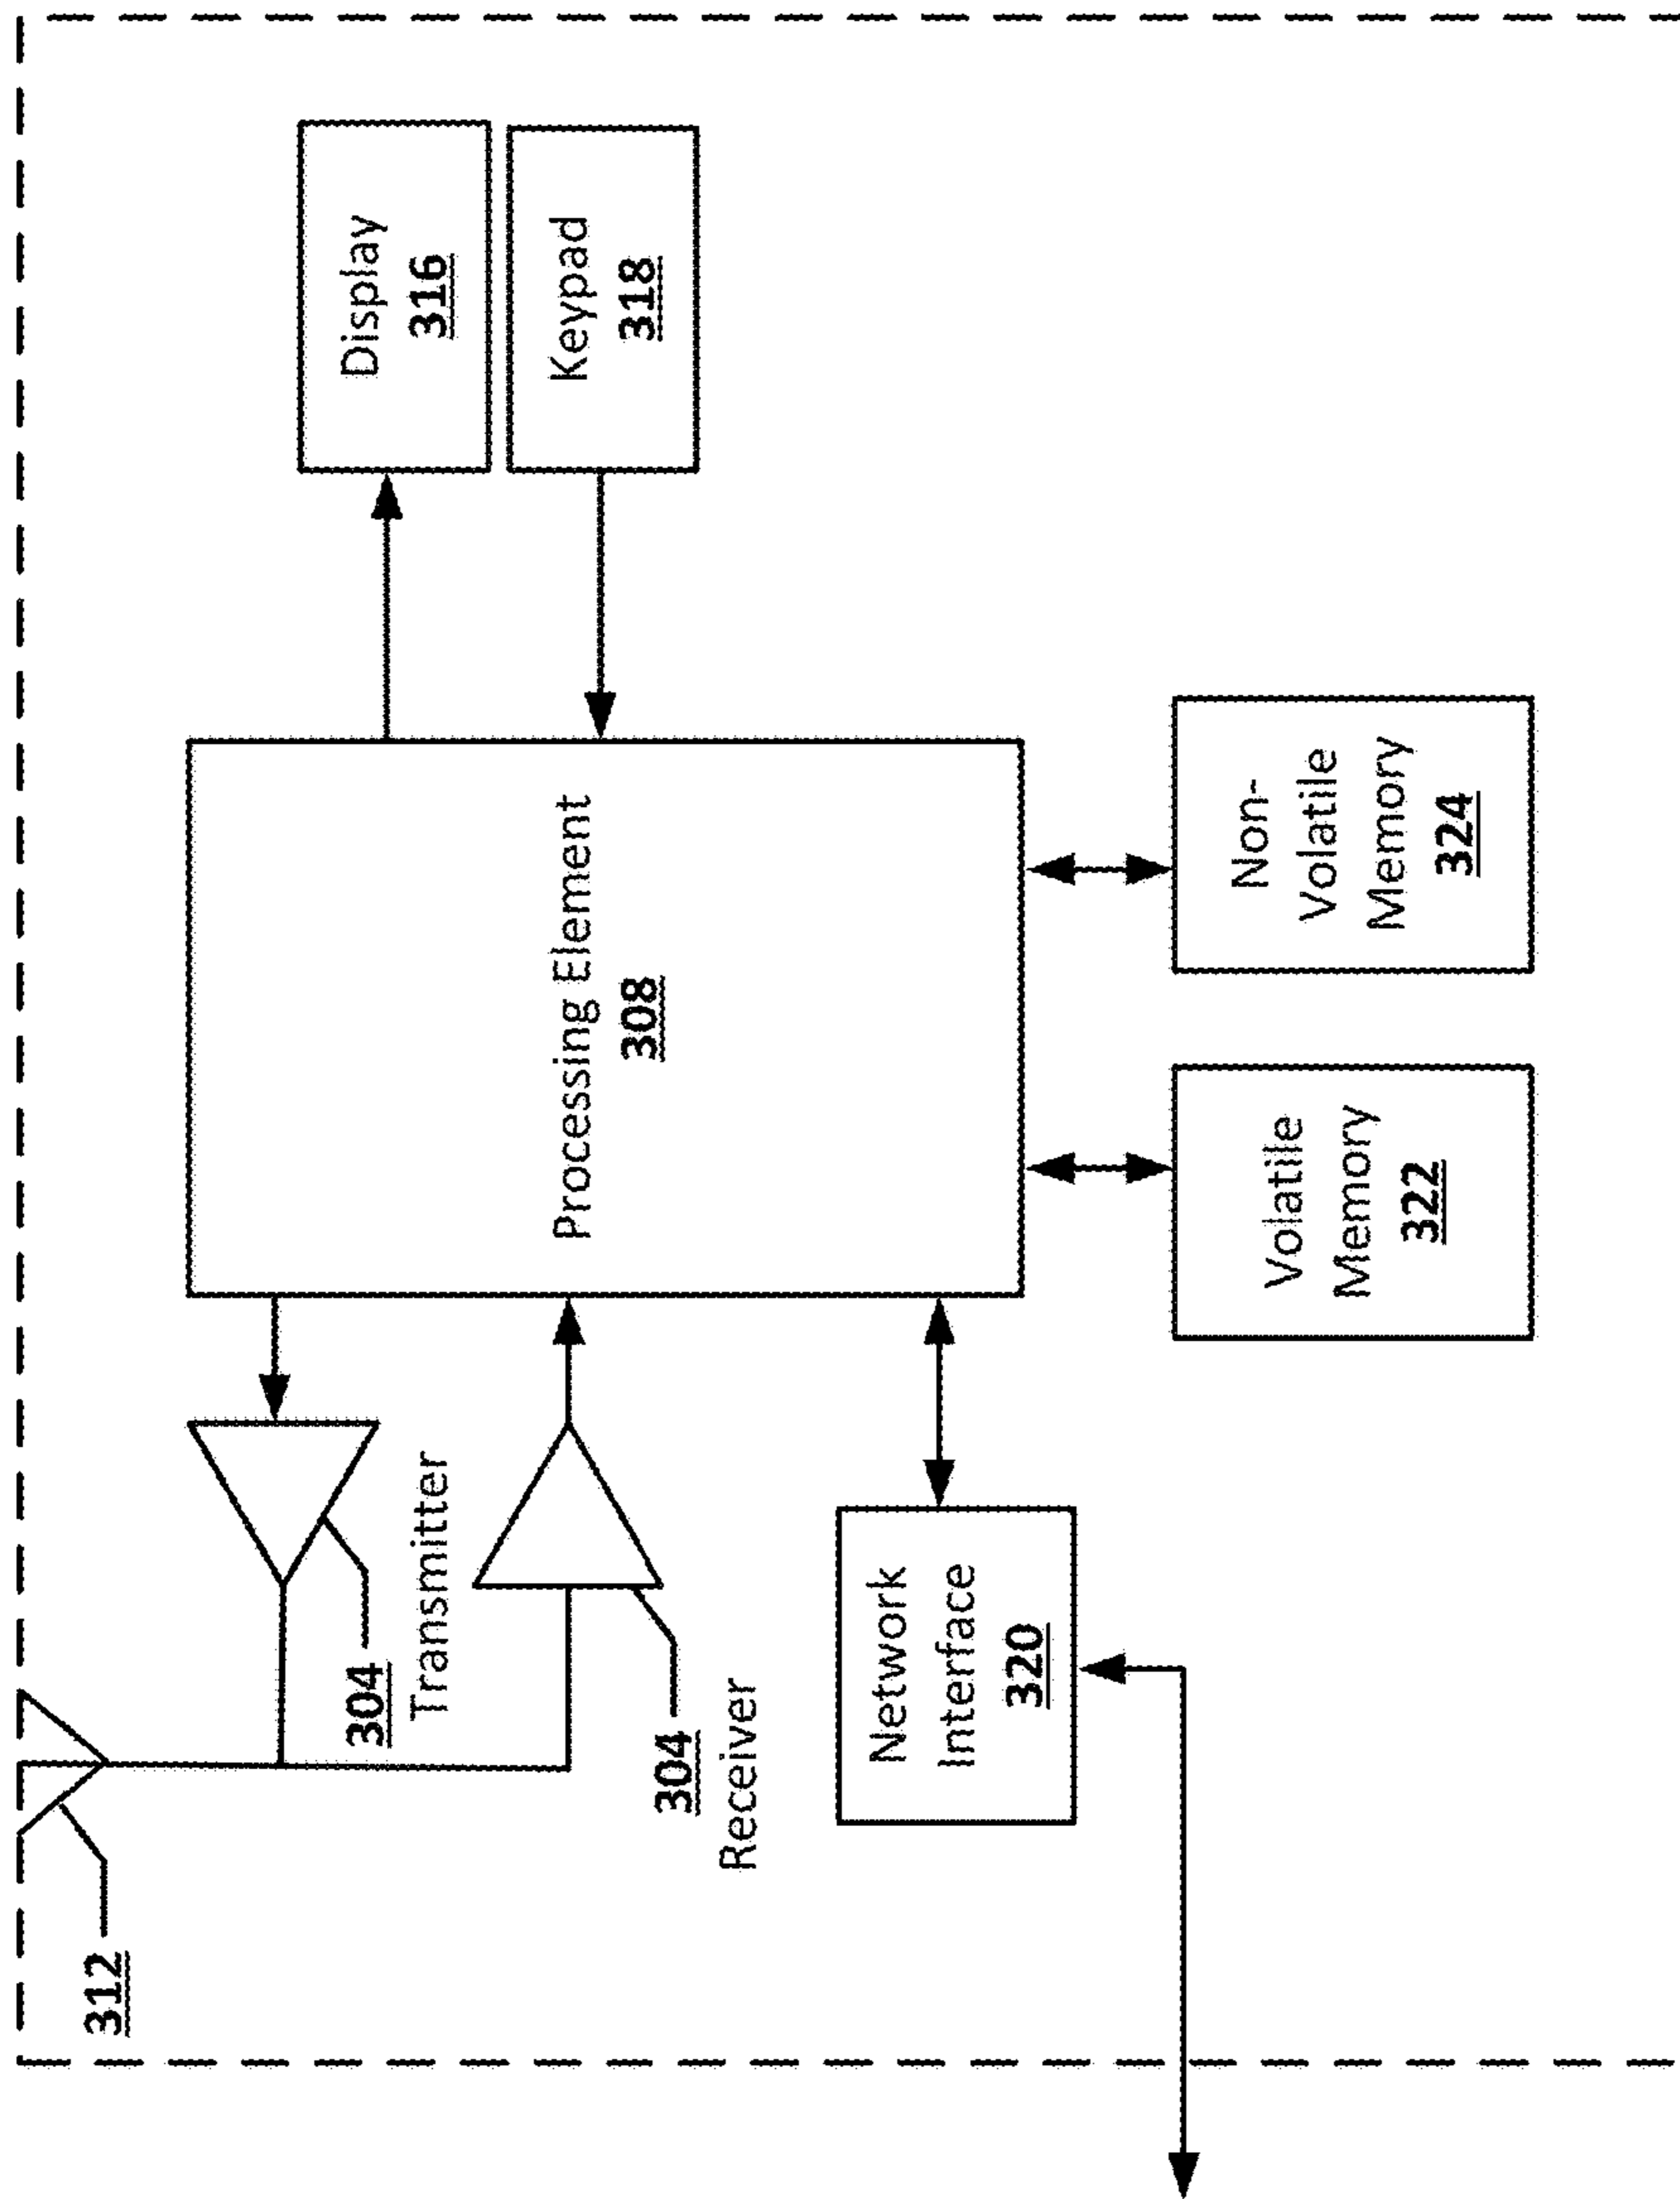 312
304
Transmitter
304
Receiver
Network
Interface
320
Processing Element
308
Display
316
Keypad
318
Volatile
Memory
322
Non-
Volatile
Memory
324